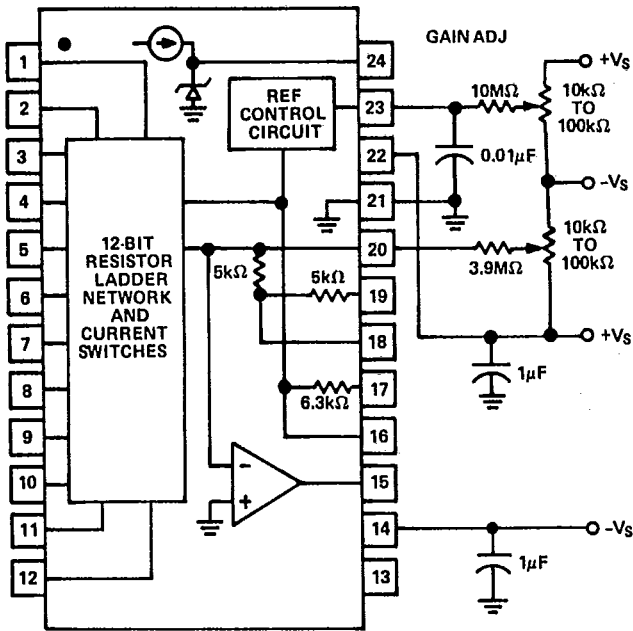 GAIN ADJ
1
2
3
4
5
6
7
8
9
10
11
12
24
23
22
21
20
19
18
17
16
15
14
13
REF
CONTROL
CIRCUIT
12-BIT
RESISTOR
LADDER
NETWORK
AND
CURRENT
SWITCHES
5kΩ
5kΩ
6.3kΩ
−
+
10MΩ
0.01μF
3.9MΩ
+VS
10kΩ
TO
100kΩ
−VS
10kΩ
TO
100kΩ
+VS
1μF
−VS
1μF